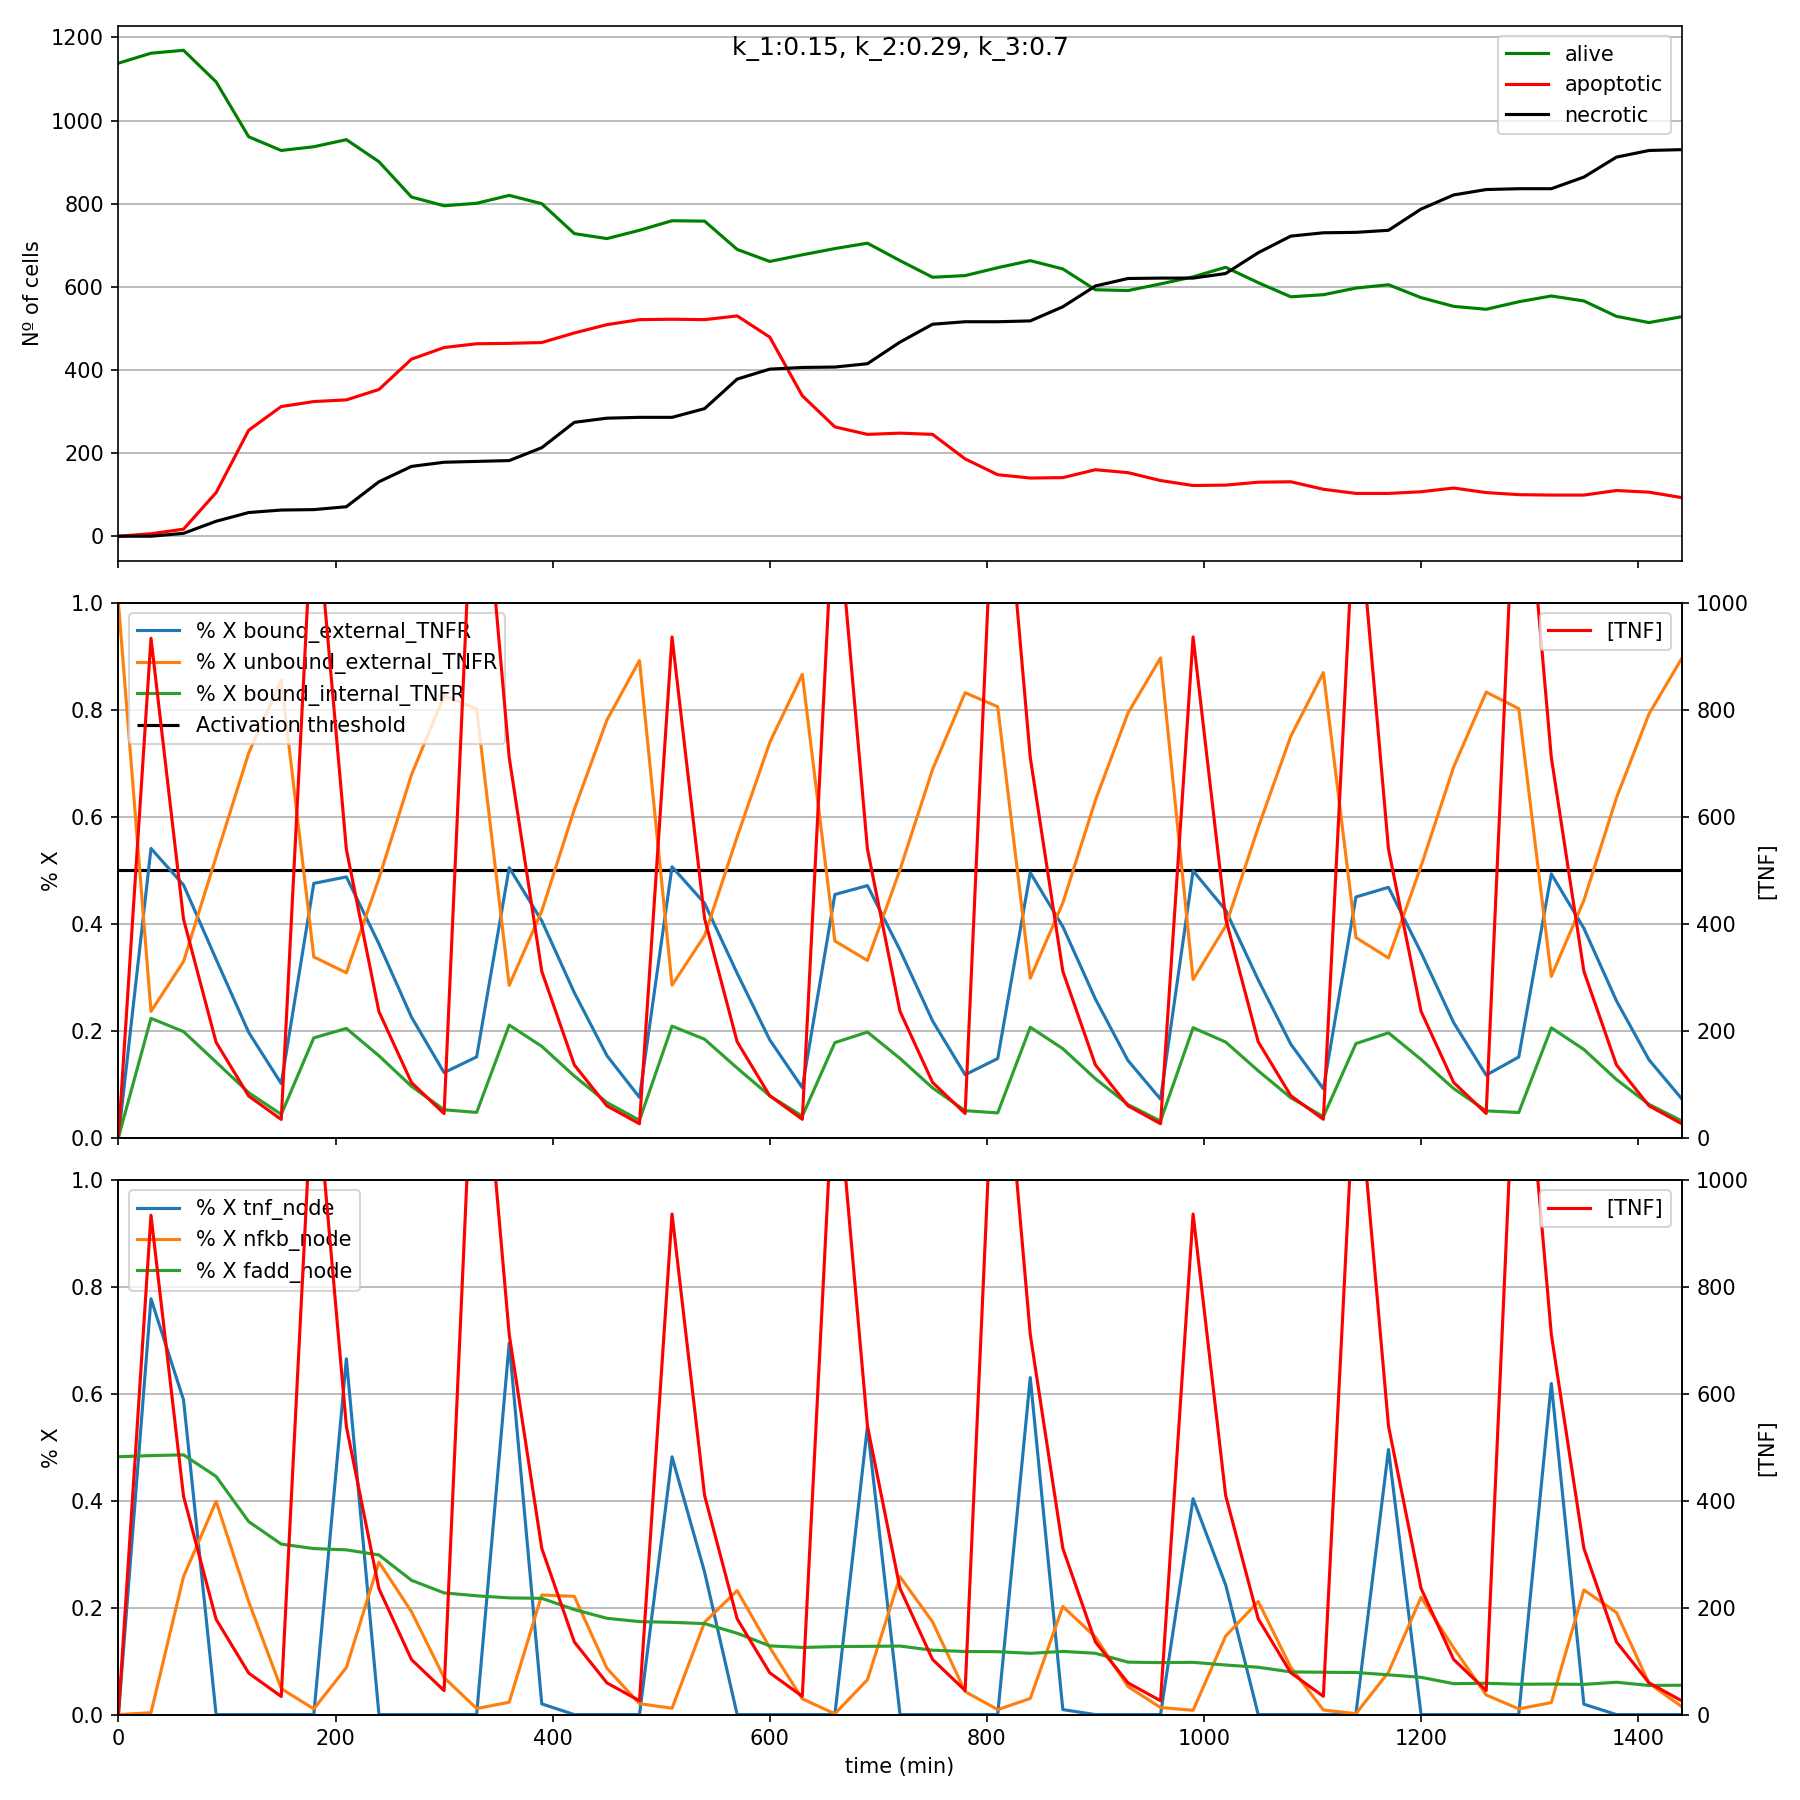 k_1:0.15, k_2:0.29, k_3:0.7
1200
1000
800
600
400
200
0
Nº of cells
alive
apoptotic
necrotic
1.0
0.8
0.6
0.4
0.2
0.0
% X
% X bound_external_TNFR
% X unbound_external_TNFR
% X bound_internal_TNFR
Activation threshold
[TNF]
1000
800
600
400
200
0
[TNF]
1.0
0.8
0.6
0.4
0.2
0.0
% X
% X tnf_node
% X nfkb_node
% X fadd_node
[TNF]
1000
800
600
400
200
0
[TNF]
0 200 400 600 800 1000 1200 1400
time (min)